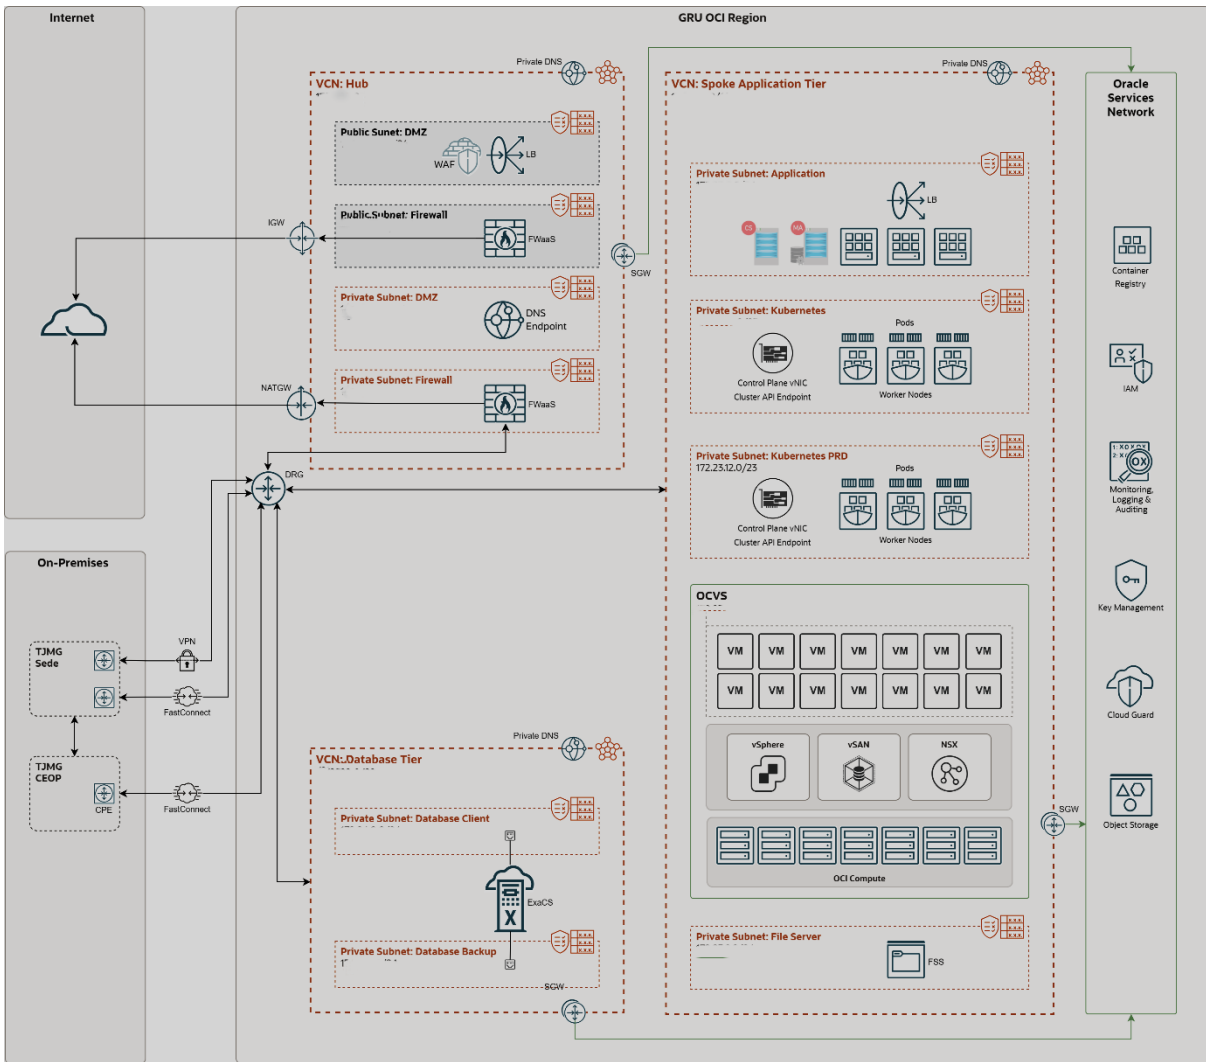 Internet
GRU OCI Region
Private DNS
VCN: Hub
Public Sunet: DMZ
WAF
LB
Public Subnet: Firewall
FWaaS
IGW
SGW
Private Subnet: DMZ
DNS
Endpoint
Private Subnet: Firewall
FWaaS
NATGW
DRG
Private DNS
VCN: Spoke Application Tier
Private Subnet: Application
LB
CS
MA
Private Subnet: Kubernetes
Pods
Control Plane vNIC
Cluster API Endpoint
Worker Nodes
Private Subnet: Kubernetes PRD
172.23.12.0/23
Pods
Control Plane vNIC
Cluster API Endpoint
Worker Nodes
OCVS
VM VM VM VM VM VM VM
VM VM VM VM VM VM VM
vSphere
vSAN
NSX
OCI Compute
Private Subnet: File Server
FSS
SGW
Oracle
Services
Network
Container
Registry
IAM
Monitoring,
Logging &
Auditing
Key Management
Cloud Guard
Object Storage
On-Premises
TJMG
Sede
VPN
FastConnect
TJMG
CEOP
CPE
FastConnect
Private DNS
VCN: Database Tier
Private Subnet: Database Client
X
ExaCS
Private Subnet: Database Backup
SGW